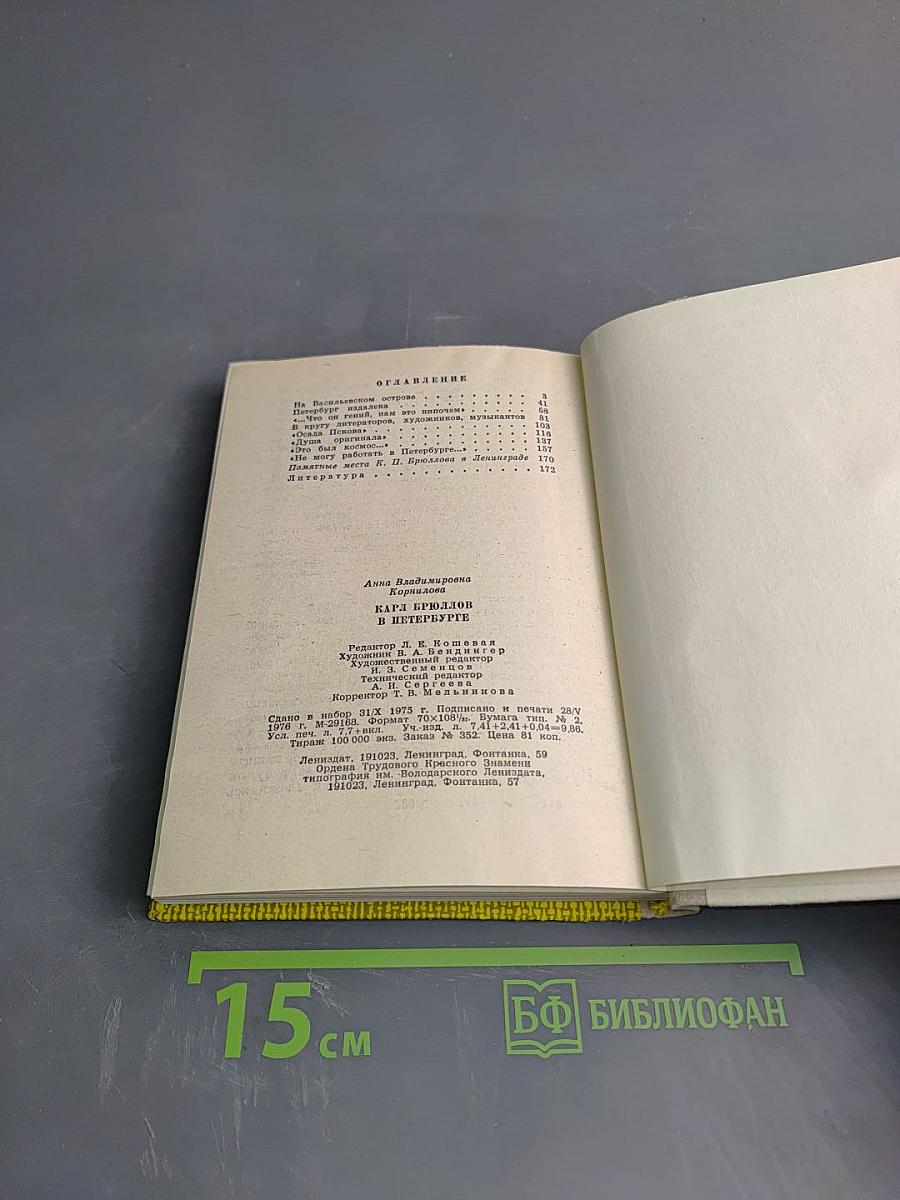 ОГЛАВЛЕНИЕ
На Васильевском острове . . . . . . . . . 3
Петербург издалека . . . . . . . . . . . 41
«...Что он гений, нам это нипочем» . . . . . 58
В кругу литераторов, художников, музыкантов 81
«Осада Пскова» . . . . . . . . . . . . . 103
«Душа оригинала» . . . . . . . . . . . . 118
«Это был космос...» . . . . . . . . . . . 137
«Не могу работать в Петербурге...» . . . . . 157
Памятные места К. П. Брюллова в Ленинграде 170
Литература . . . . . . . . . . . . . . 172
Анна Владимировна
Корнилова
КАРЛ БРЮЛЛОВ
В ПЕТЕРБУРГЕ
Редактор Л. Е. Кошевая
Художник В. А. Бендингер
Художественный редактор
И. З. Семенцов
Технический редактор
А. И. Сергеева
Корректор Т. В. Мельникова
Сдано в набор 31/X 1975 г. Подписано к печати 28/V
1976 г. М-29168. Формат 70×108¹/₃₂. Бумага тип. № 2.
Усл. печ. л. 7,7+вкл. Уч.-изд. л. 7,41+2,41+0,04=9,86.
Тираж 100 000 экз. Заказ № 352. Цена 81 коп.
Лениздат, 191023, Ленинград, Фонтанка, 59
Ордена Трудового Красного Знамени
типография им. Володарского Лениздата,
191023, Ленинград, Фонтанка, 57
15 см
БФ БИБЛИОФАН